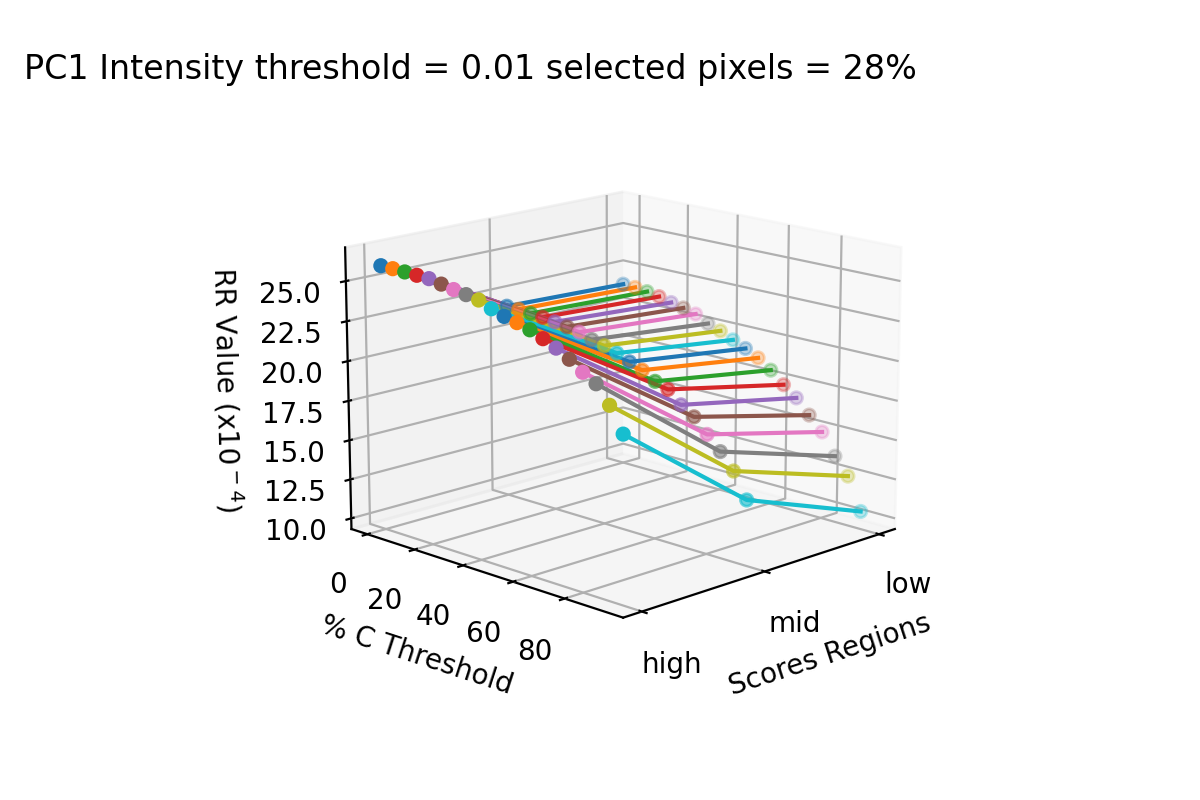 PC1 Intensity threshold = 0.01 selected pixels = 28%
RR Value (x10⁻⁴)
25.0
22.5
20.0
17.5
15.0
12.5
10.0
0
20
40
60
80
% C Threshold
high
mid
low
Scores Regions